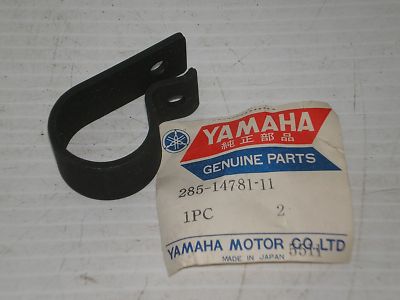 YAMAHA
純正部品
GENUINE PARTS
285-14781-11
1PC 2
YAMAHA MOTOR CO., LTD
MADE IN JAPAN 5511